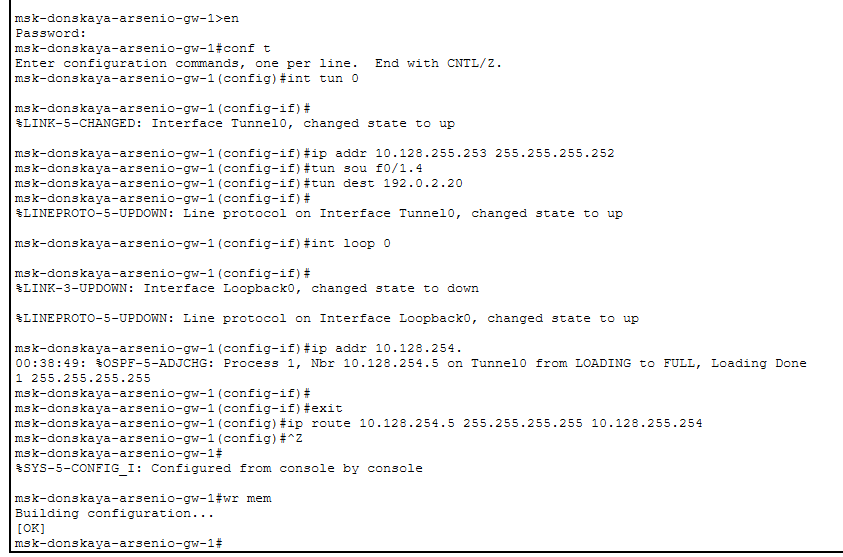 msk-donskaya-arsenio-gw-1>en
Password:
msk-donskaya-arsenio-gw-1#conf t
Enter configuration commands, one per line.  End with CNTL/Z.
msk-donskaya-arsenio-gw-1(config)#int tun 0
msk-donskaya-arsenio-gw-1(config-if)#
%LINK-5-CHANGED: Interface Tunnel0, changed state to up
msk-donskaya-arsenio-gw-1(config-if)#ip addr 10.128.255.253 255.255.255.252
msk-donskaya-arsenio-gw-1(config-if)#tun sou f0/1.4
msk-donskaya-arsenio-gw-1(config-if)#tun dest 192.0.2.20
msk-donskaya-arsenio-gw-1(config-if)#
%LINEPROTO-5-UPDOWN: Line protocol on Interface Tunnel0, changed state to up
msk-donskaya-arsenio-gw-1(config-if)#int loop 0
msk-donskaya-arsenio-gw-1(config-if)#
%LINK-3-UPDOWN: Interface Loopback0, changed state to down
%LINEPROTO-5-UPDOWN: Line protocol on Interface Loopback0, changed state to up
msk-donskaya-arsenio-gw-1(config-if)#ip addr 10.128.254.
00:38:49: %OSPF-5-ADJCHG: Process 1, Nbr 10.128.254.5 on Tunnel0 from LOADING to FULL, Loading Done
1 255.255.255.255
msk-donskaya-arsenio-gw-1(config-if)#
msk-donskaya-arsenio-gw-1(config-if)#exit
msk-donskaya-arsenio-gw-1(config)#ip route 10.128.254.5 255.255.255.255 10.128.255.254
msk-donskaya-arsenio-gw-1(config)#^Z
msk-donskaya-arsenio-gw-1#
%SYS-5-CONFIG_I: Configured from console by console
msk-donskaya-arsenio-gw-1#wr mem
Building configuration...
[OK]
msk-donskaya-arsenio-gw-1#